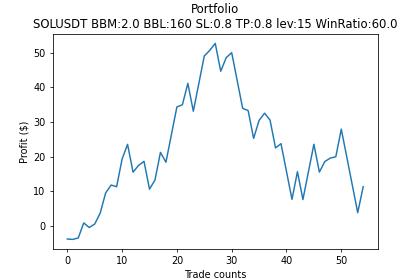 Portfolio
SOLUSDT BBM:2.0 BBL:160 SL:0.8 TP:0.8 lev:15 WinRatio:60.0
50
40
30
20
10
0
Profit ($)
0 10 20 30 40 50
Trade counts